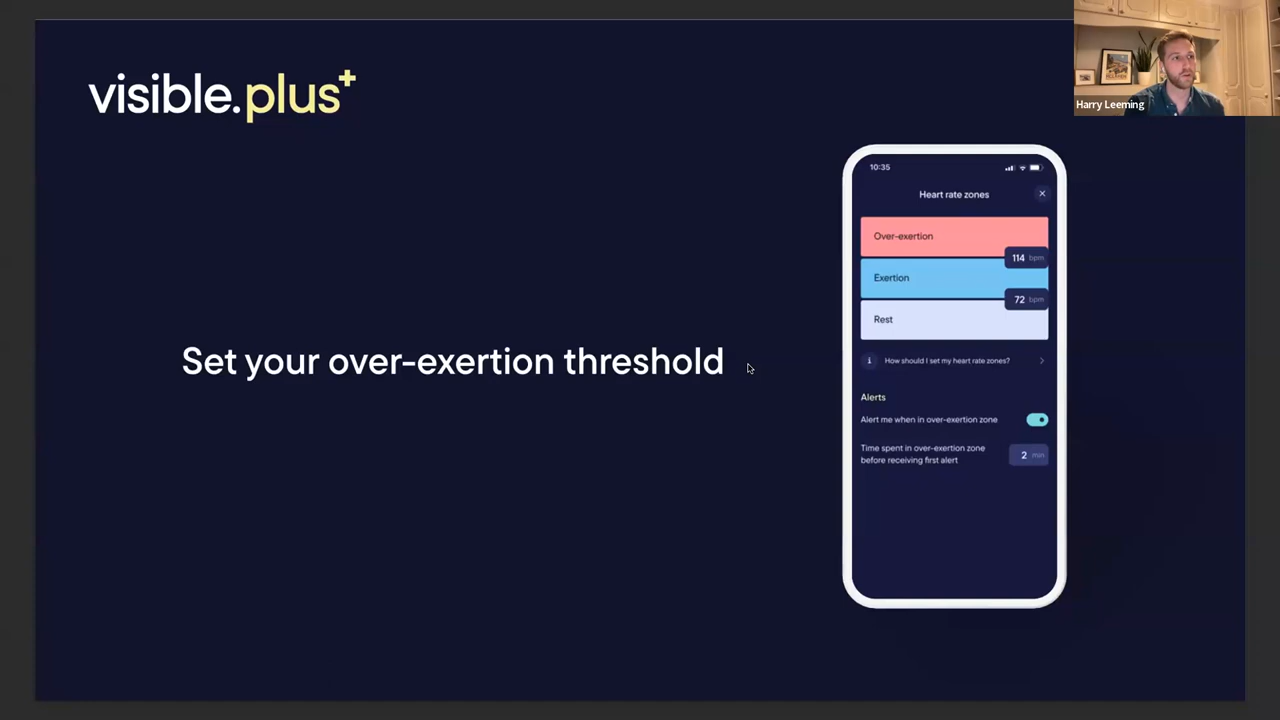 visible.plus+
Harry Leeming
10:35
Heart rate zones
Over-exertion
114 bpm
Exertion
72 bpm
Rest
How should I set my heart rate zones?
Set your over-exertion threshold
Alerts
Alert me when in over-exertion zone
Time spent in over-exertion zone
before receiving first alert
2 min